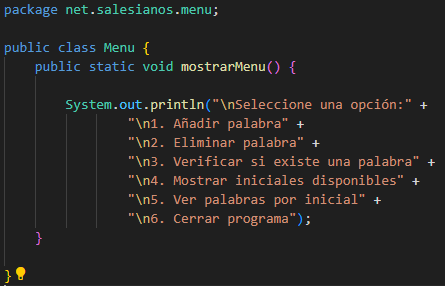 package net.salesianos.menu;
public class Menu {
public static void mostrarMenu() {
System.out.println("\nSeleccione una opción:" +
"\n1. Añadir palabra" +
"\n2. Eliminar palabra" +
"\n3. Verificar si existe una palabra" +
"\n4. Mostrar iniciales disponibles" +
"\n5. Ver palabras por inicial" +
"\n6. Cerrar programa");
}
}